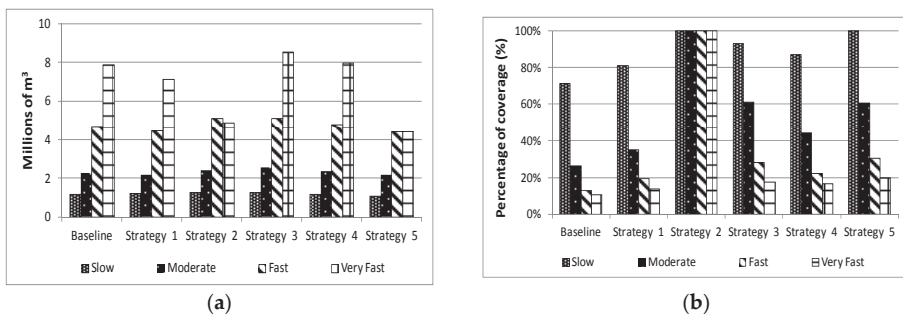 Millions of m³
10
8
6
4
2
0
Baseline Strategy 1 Strategy 2 Strategy 3 Strategy 4 Strategy 5
Slow Moderate Fast Very Fast
(a)
Percentage of coverage (%)
100%
80%
60%
40%
20%
0%
Baseline Strategy 1 Strategy 2 Strategy 3 Strategy 4 Strategy 5
Slow Moderate Fast Very Fast
(b)